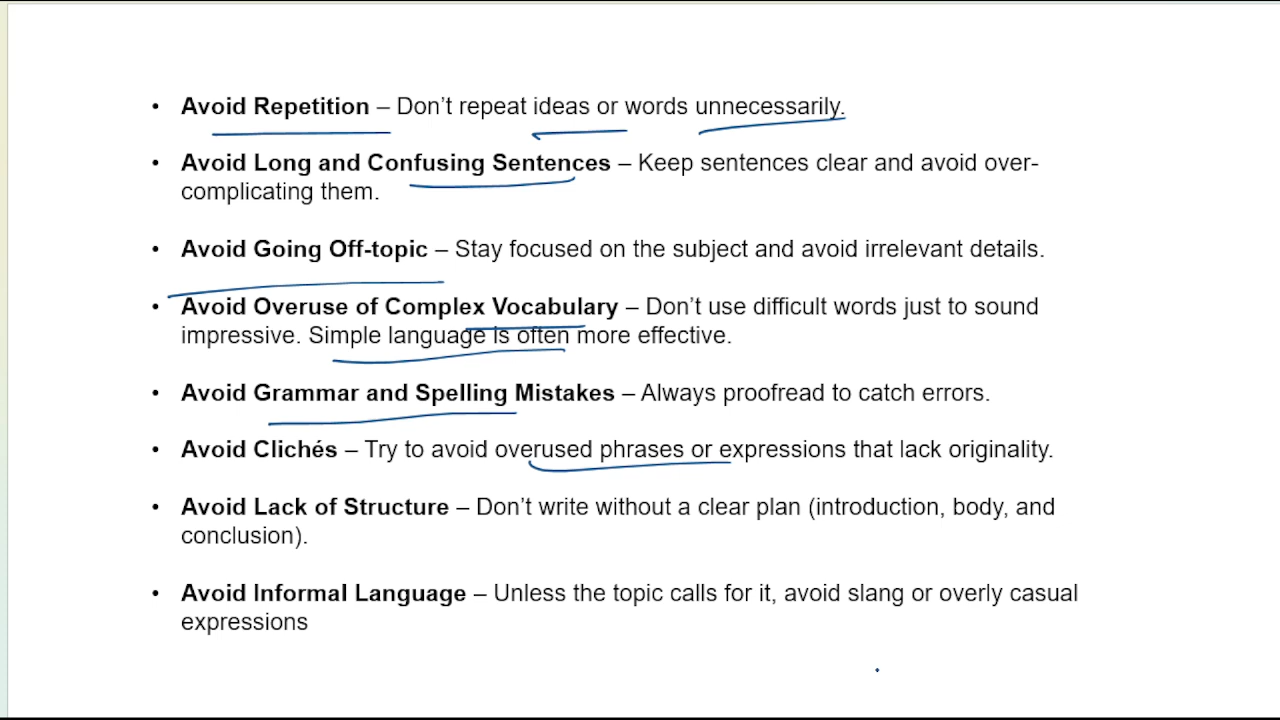 • Avoid Repetition – Don’t repeat ideas or words unnecessarily.
• Avoid Long and Confusing Sentences – Keep sentences clear and avoid over-
complicating them.
• Avoid Going Off-topic – Stay focused on the subject and avoid irrelevant details.
• Avoid Overuse of Complex Vocabulary – Don’t use difficult words just to sound
impressive. Simple language is often more effective.
• Avoid Grammar and Spelling Mistakes – Always proofread to catch errors.
• Avoid Clichés – Try to avoid overused phrases or expressions that lack originality.
• Avoid Lack of Structure – Don’t write without a clear plan (introduction, body, and
conclusion).
• Avoid Informal Language – Unless the topic calls for it, avoid slang or overly casual
expressions